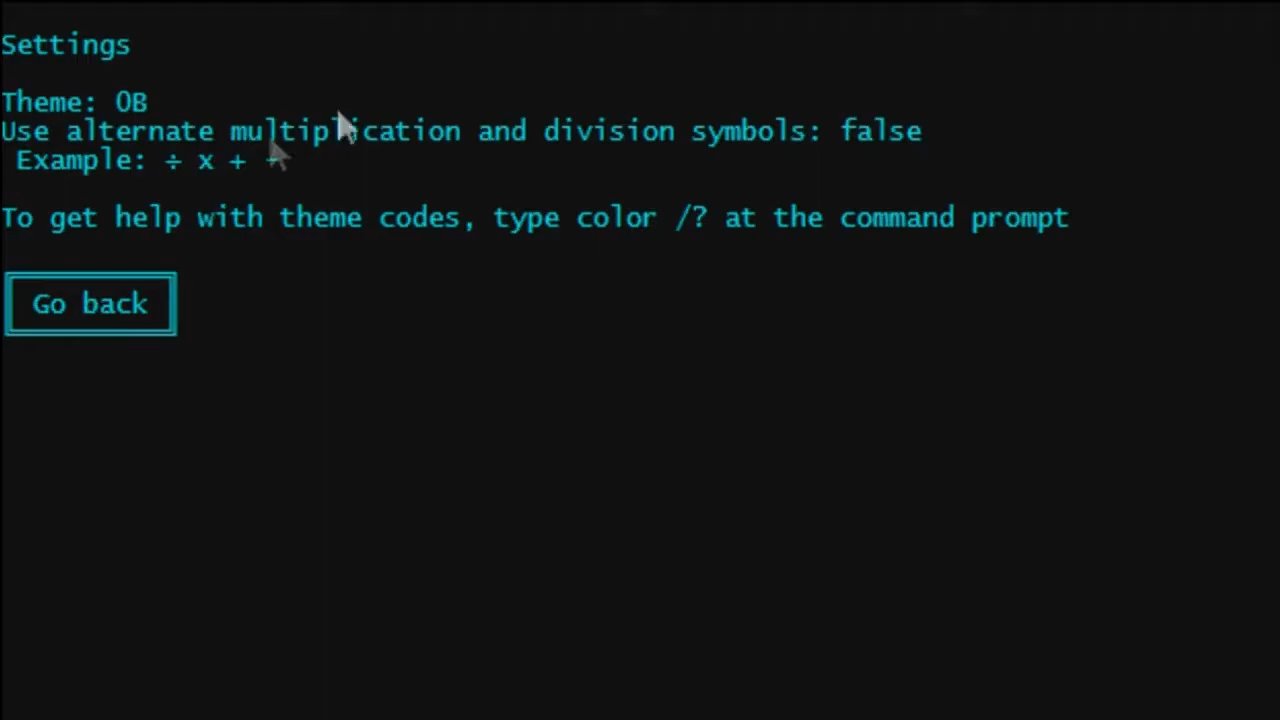 Settings
Theme: 0B
Use alternate multiplication and division symbols: false
Example: ÷ x + -
To get help with theme codes, type color /? at the command prompt
Go back